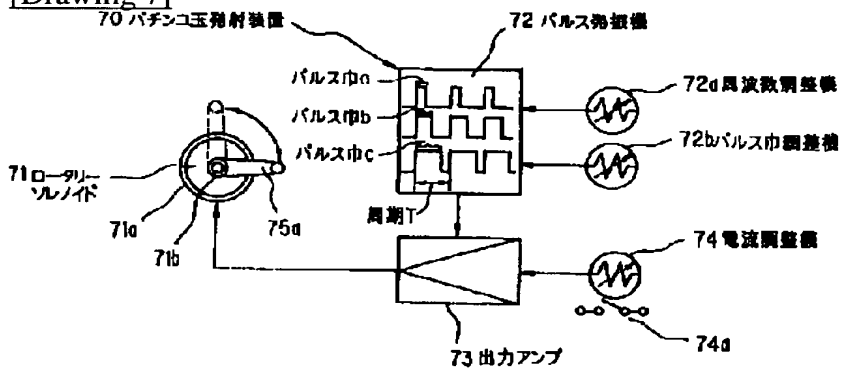 [Drawing 7]
70 パチンコ玉発射装置
72 パルス発振機
パルス巾a
パルス巾b
パルス巾c
周期T
72a周波数調整機
72bパルス巾調整機
71ロータリー
ソルノイド
71a
71b
75a
74 電流調整機
74a
73 出力アンプ